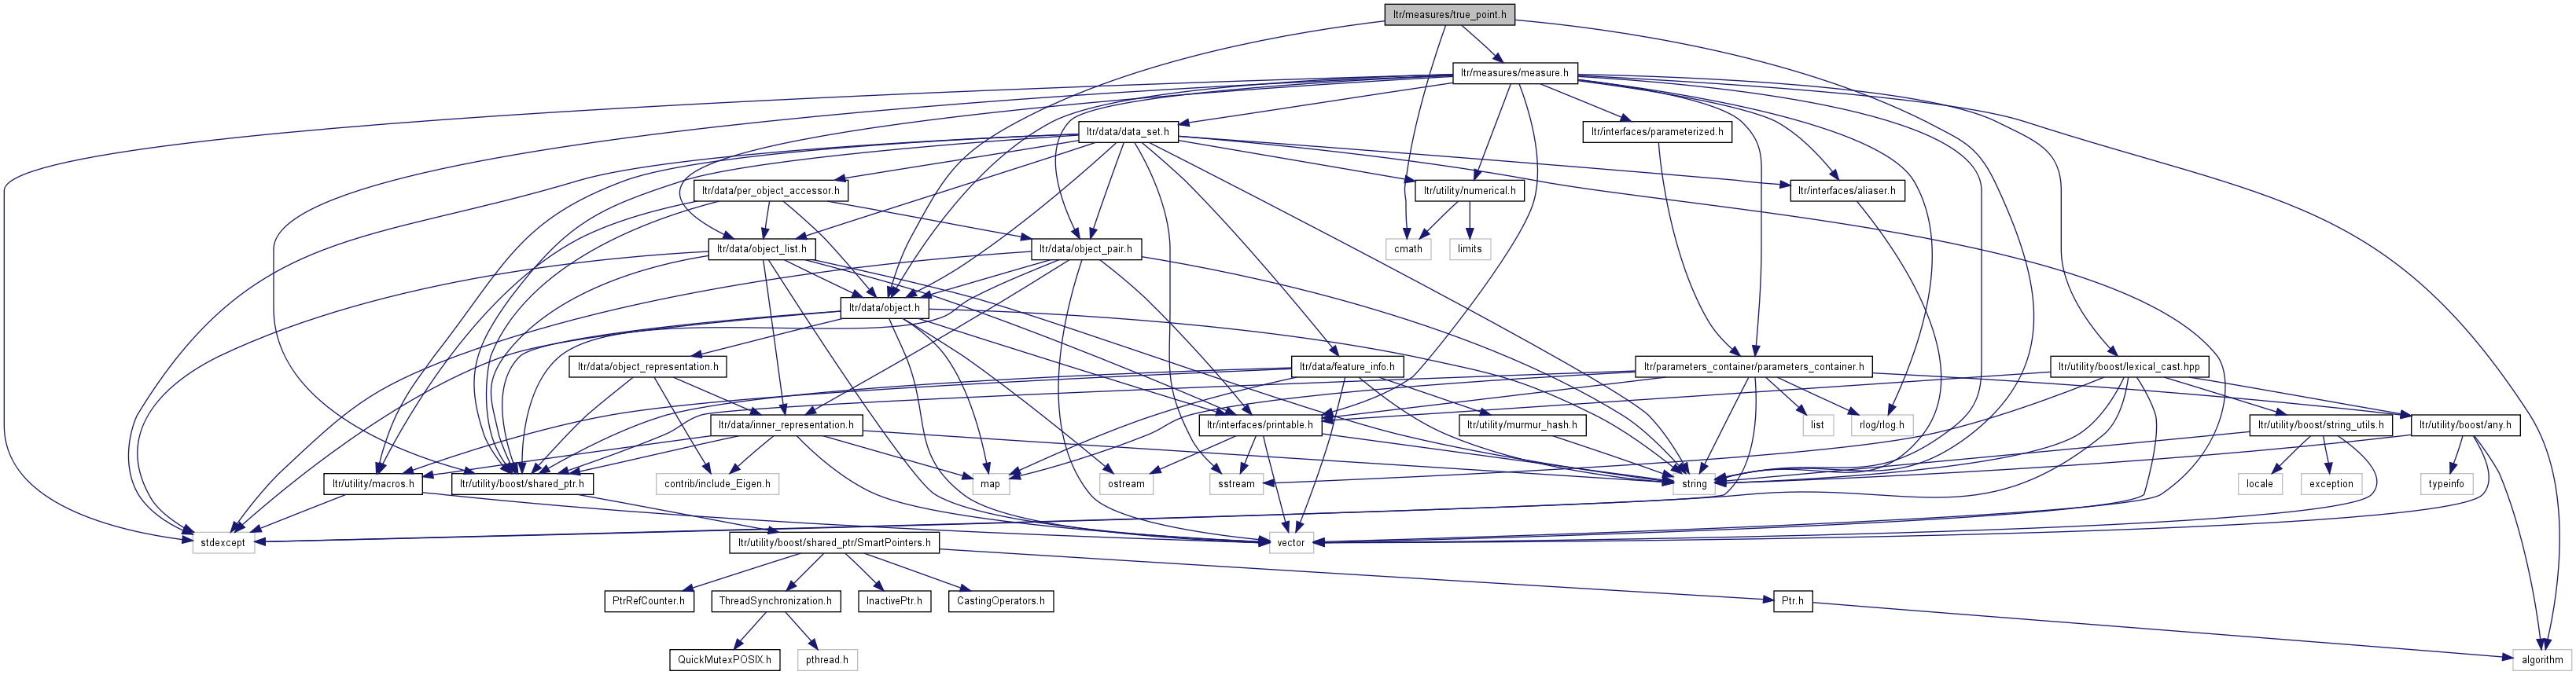 ltr/measures/true_point.h
ltr/measures/measure.h
ltr/data/data_set.h
ltr/interfaces/parameterized.h
ltr/data/per_object_accessor.h
ltr/utility/numerical.h
ltr/interfaces/aliaser.h
ltr/data/object_list.h
ltr/data/object_pair.h
cmath
limits
ltr/data/object.h
ltr/data/object_representation.h
ltr/data/feature_info.h
ltr/parameters_container/parameters_container.h
ltr/utility/boost/lexical_cast.hpp
ltr/data/inner_representation.h
ltr/interfaces/printable.h
ltr/utility/murmur_hash.h
list
rlog/rlog.h
ltr/utility/boost/string_utils.h
ltr/utility/boost/any.h
ltr/utility/macros.h
ltr/utility/boost/shared_ptr.h
contrib/include_Eigen.h
map
ostream
sstream
string
locale
exception
typeinfo
stdexcept
ltr/utility/boost/shared_ptr/SmartPointers.h
vector
PtrRefCounter.h
ThreadSynchronization.h
InactivePtr.h
CastingOperators.h
Ptr.h
QuickMutexPOSIX.h
pthread.h
algorithm